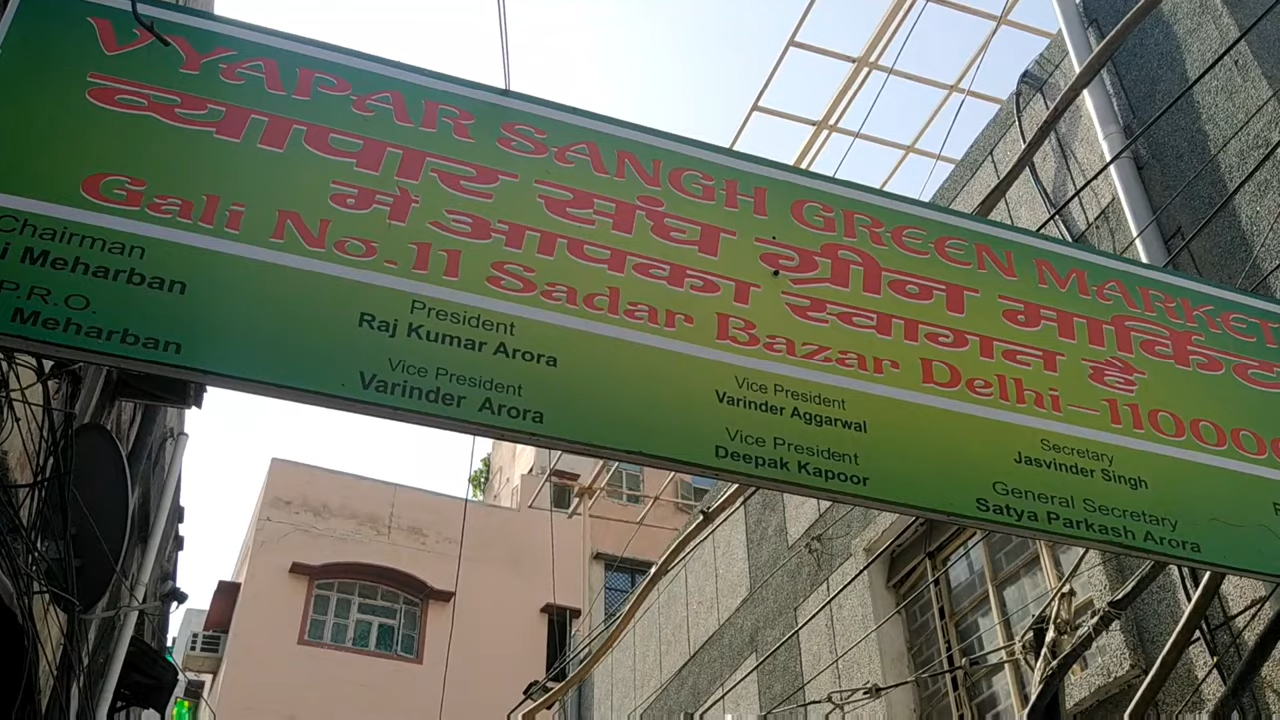 VYAPAR SANGH GREEN MARKET
व्यापार संघ ग्रीन मार्किट
में आपका स्वागत है
Gali No.11 Sadar Bazar Delhi-11000
Chairman
Meharban
P.R.O.
Meharban
President
Raj Kumar Arora
Vice President
Varinder Arora
Vice President
Varinder Aggarwal
Vice President
Deepak Kapoor
Secretary
Jasvinder Singh
General Secretary
Satya Parkash Arora